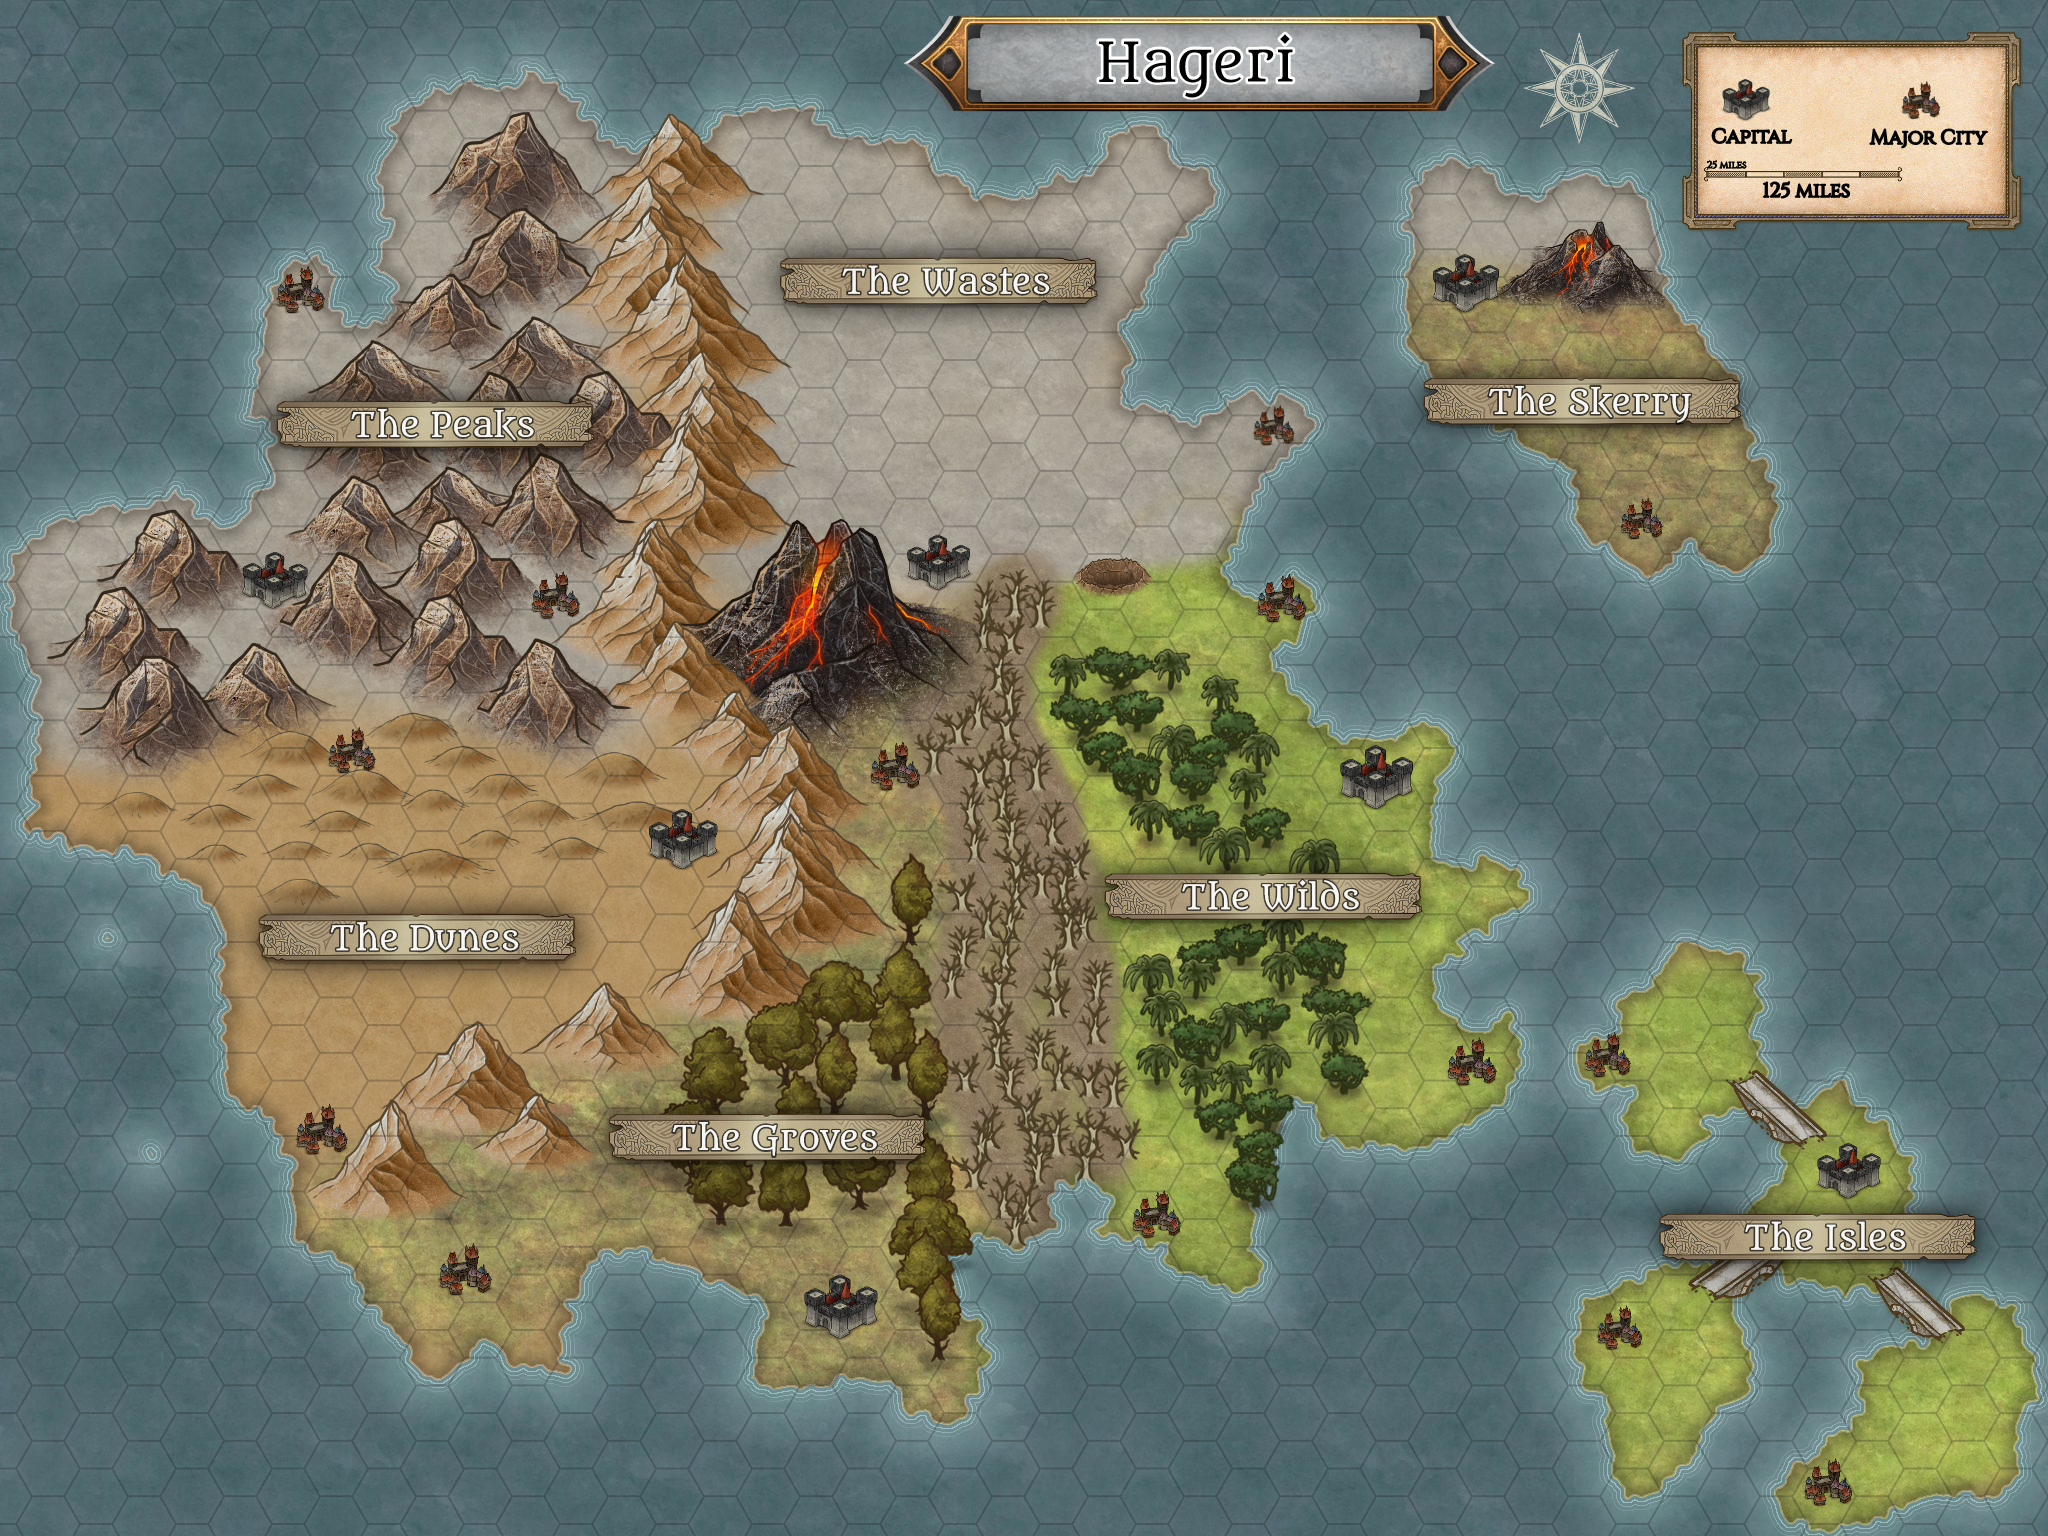 Hageri
Capital
Major City
25 miles
125 miles
The Wastes
The Peaks
The Skerry
The Wilds
The Dunes
The Groves
The Isles